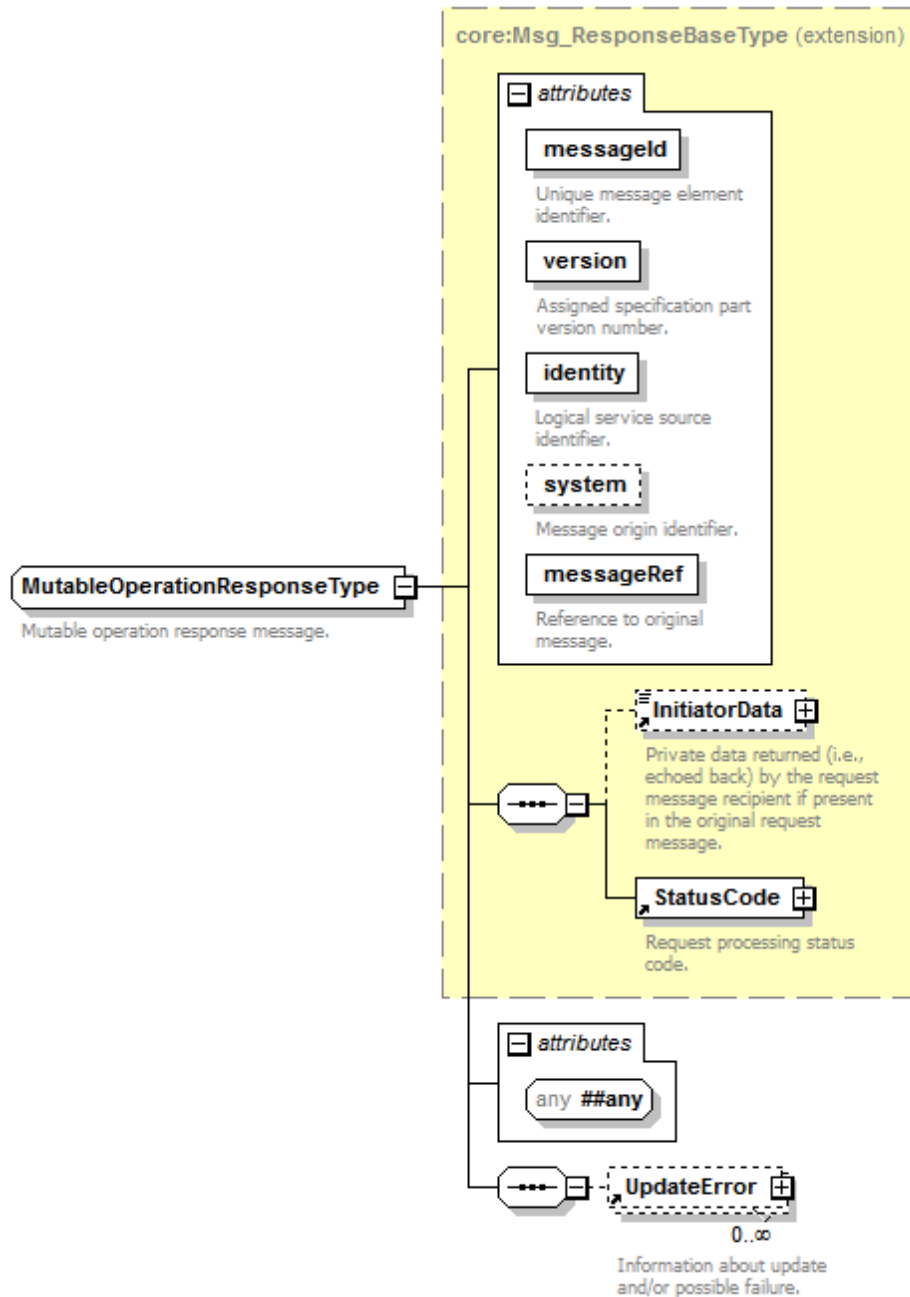 core:Msg_ResponseBaseType (extension)
attributes
messageId
Unique message element
identifier.
version
Assigned specification part
version number.
identity
Logical service source
identifier.
system
Message origin identifier.
messageRef
Reference to original
message.
MutableOperationResponseType
Mutable operation response message.
InitiatorData
Private data returned (i.e.,
echoed back) by the request
message recipient if present
in the original request
message.
StatusCode
Request processing status
code.
attributes
any ##any
UpdateError
0..∞
Information about update
and/or possible failure.